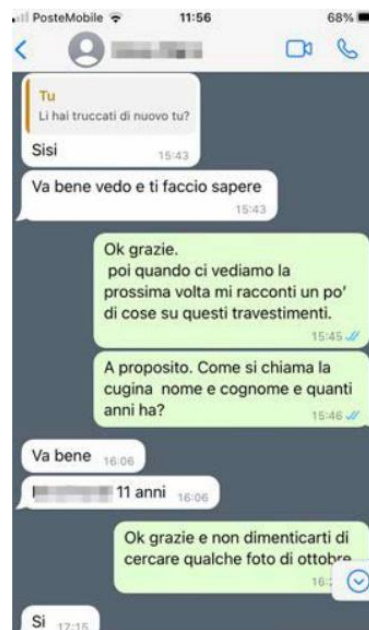 PosteMobile 11:56 68%
Tu
Li hai truccati di nuovo tu?
Sisi 15:43
Va bene vedo e ti faccio sapere
15:43
Ok grazie.
poi quando ci vediamo la
prossima volta mi racconti un po'
di cose su questi travestimenti.
15:45
A proposito. Come si chiama la
cugina nome e cognome e quanti
anni ha?
15:46
Va bene 16:06
11 anni 16:06
Ok grazie e non dimenticarti di
cercare qualche foto di ottobre
Si 17:15